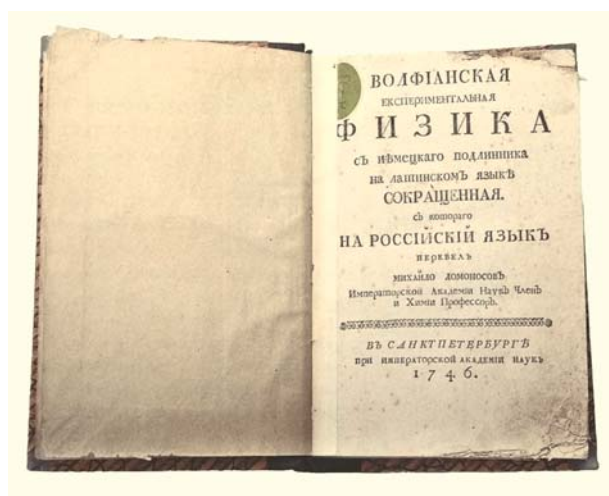 ВОЛФІАНСКАЯ
ЕКСПЕРИМЕНТАЛЬНАЯ
ФИЗИКА
съ нѣмецкаго подлинника
на латинскомъ языкѣ
СОКРАЩЕННАЯ.
съ котораго
НА РОССІЙСКІЙ ЯЗЫКЪ
перевелъ
михайло ломоносовъ
Императорской Академіи Наукъ Членъ
и Химіи Профессоръ.
ВЪ САНКТПЕТЕРБУРГѢ
при императорской академіи наукъ
1746.